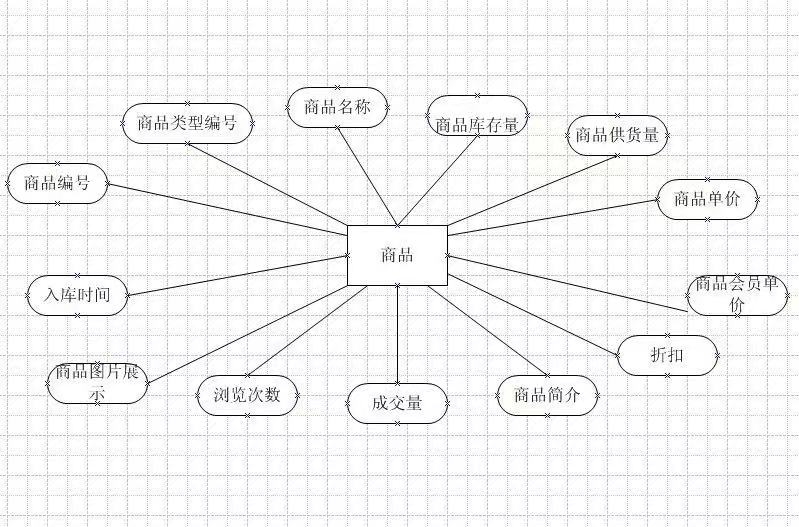 商品名称
商品类型编号
商品库存量
商品供货量
商品编号
商品单价
商品
入库时间
商品会员单
价
折扣
商品图片展
示
浏览次数
成交量
商品简介